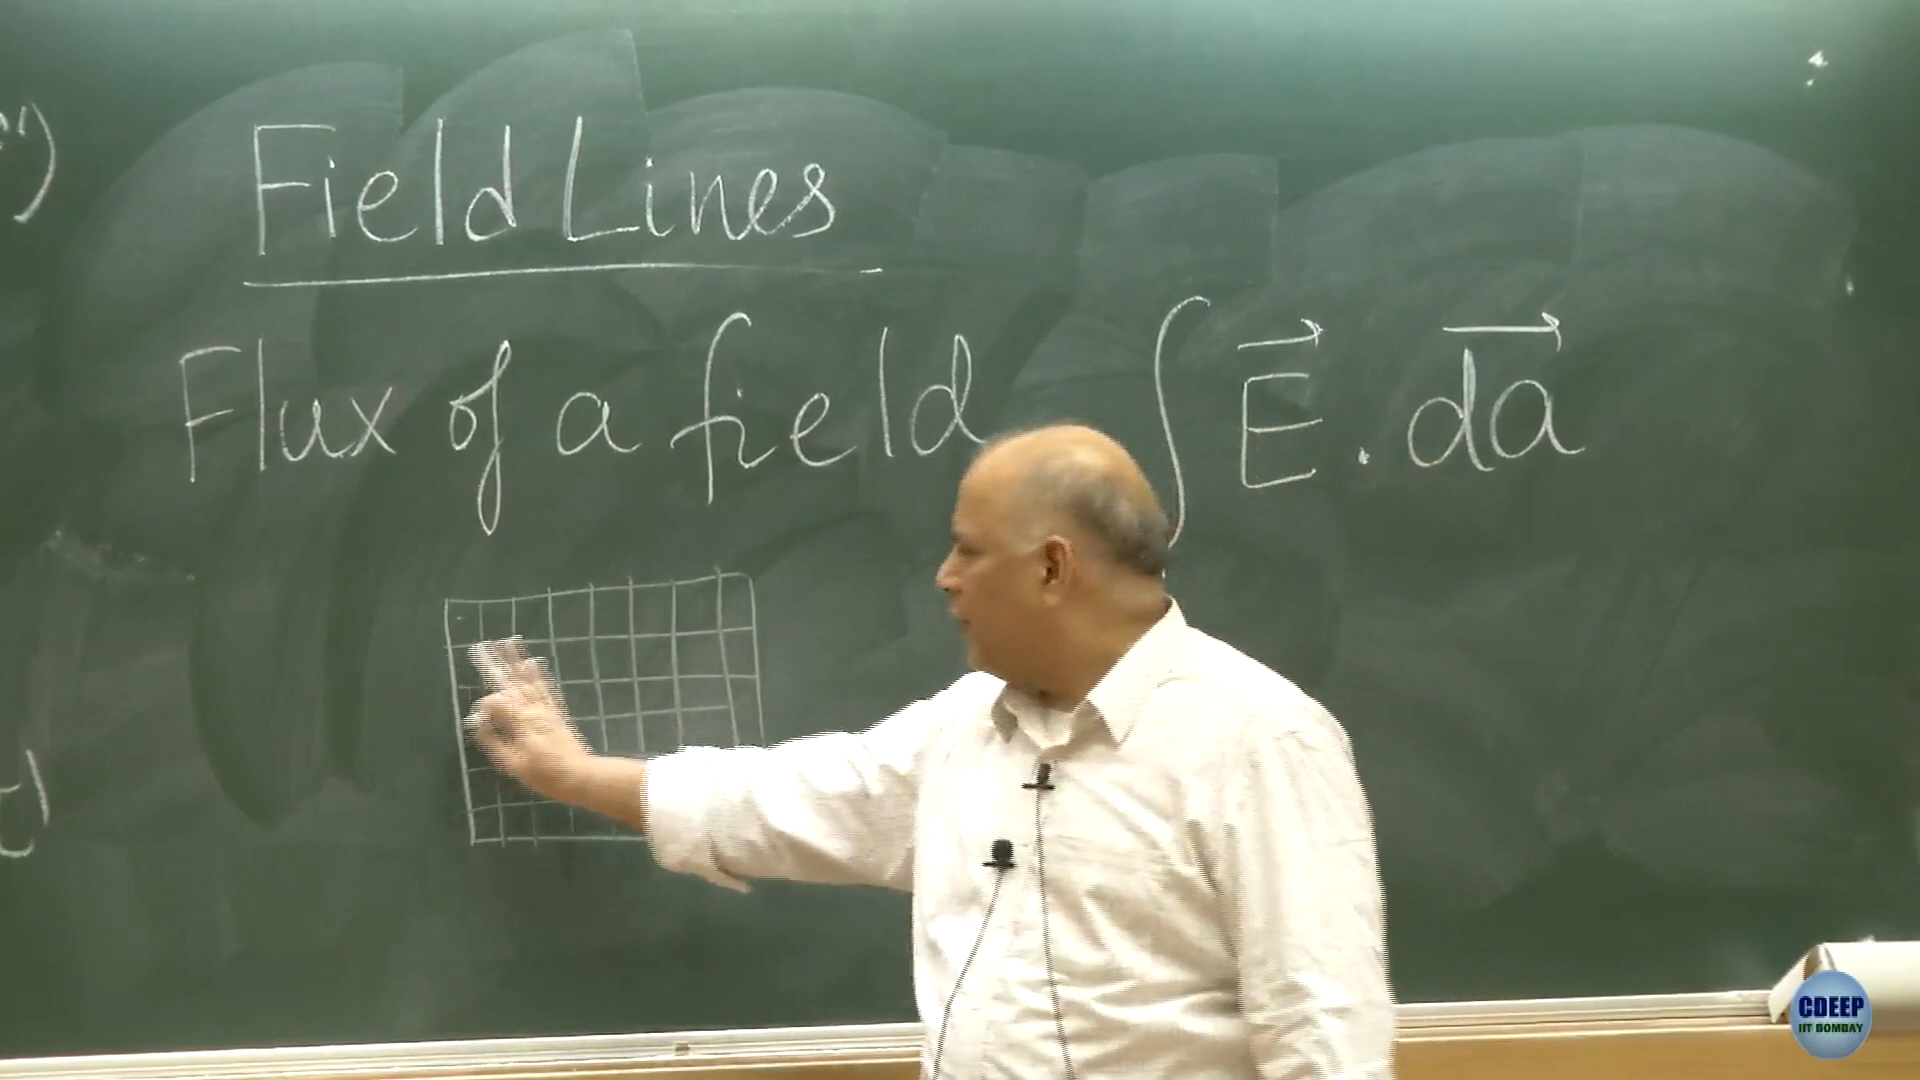 Field Lines
Flux of a field ∫ E⃗ . da⃗
CDEEP
IIT BOMBAY